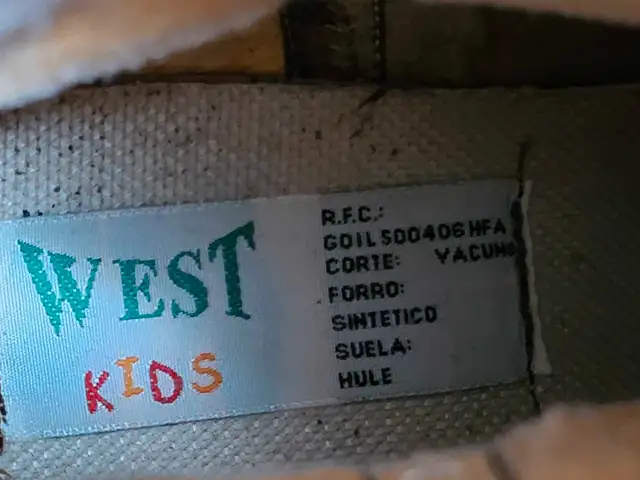 WEST
KIDS
R.F.C.:
GOIL500406HFA
CORTE: VACUNO
FORRO:
SINTETICO
SUELA:
HULE